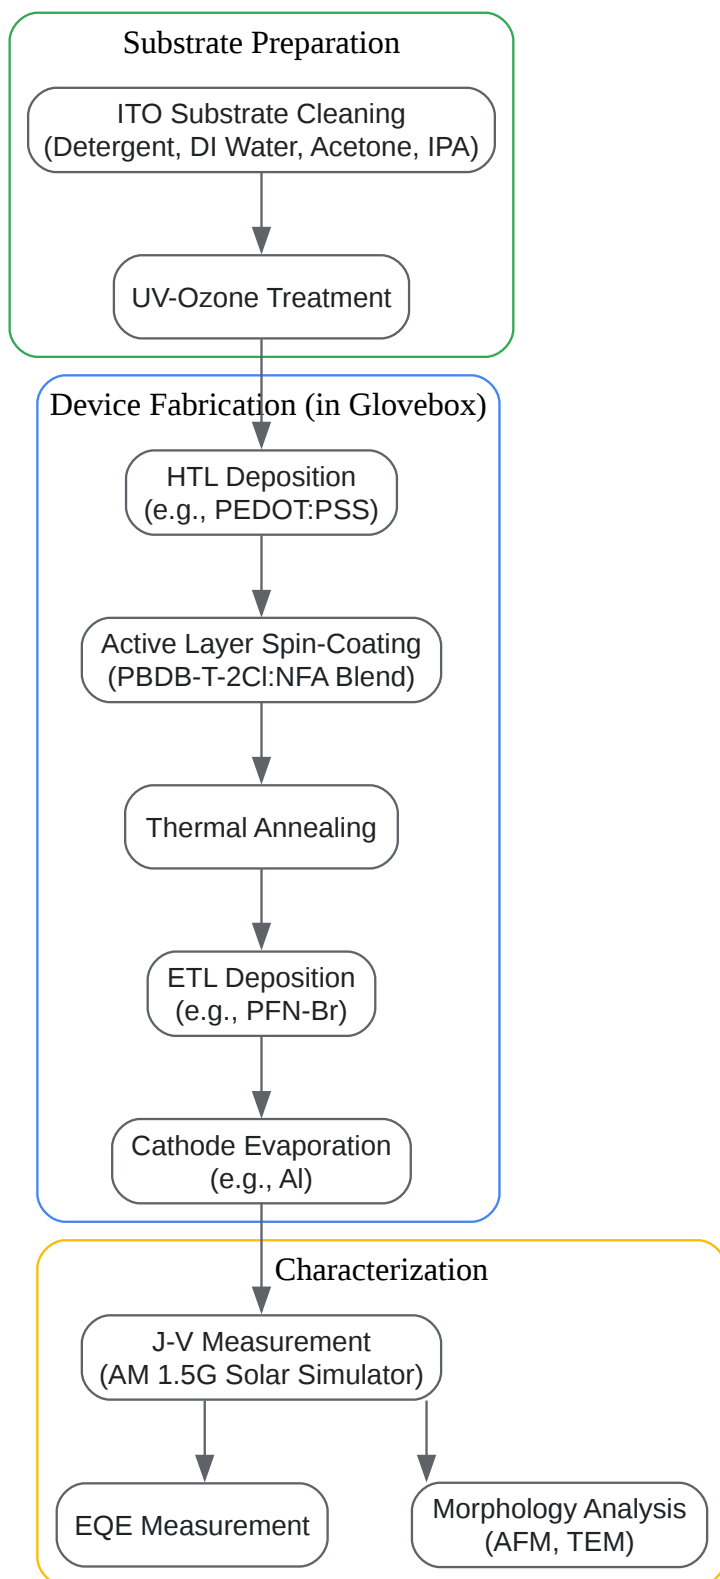 Substrate Preparation
ITO Substrate Cleaning
(Detergent, DI Water, Acetone, IPA)
UV-Ozone Treatment
Device Fabrication (in Glovebox)
HTL Deposition
(e.g., PEDOT:PSS)
Active Layer Spin-Coating
(PBDB-T-2Cl:NFA Blend)
Thermal Annealing
ETL Deposition
(e.g., PFN-Br)
Cathode Evaporation
(e.g., Al)
Characterization
J-V Measurement
(AM 1.5G Solar Simulator)
EQE Measurement
Morphology Analysis
(AFM, TEM)